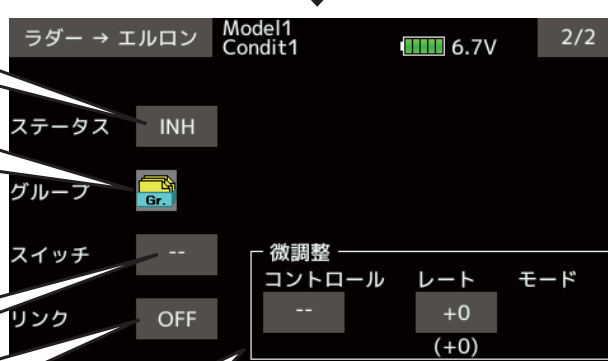 ラダー → エルロン
Model1
Condit1
6.7V
2/2
ステータス INH
グループ Gr.
スイッチ --
リンク OFF
微調整
コントロール レート モード
-- +0
(+0)